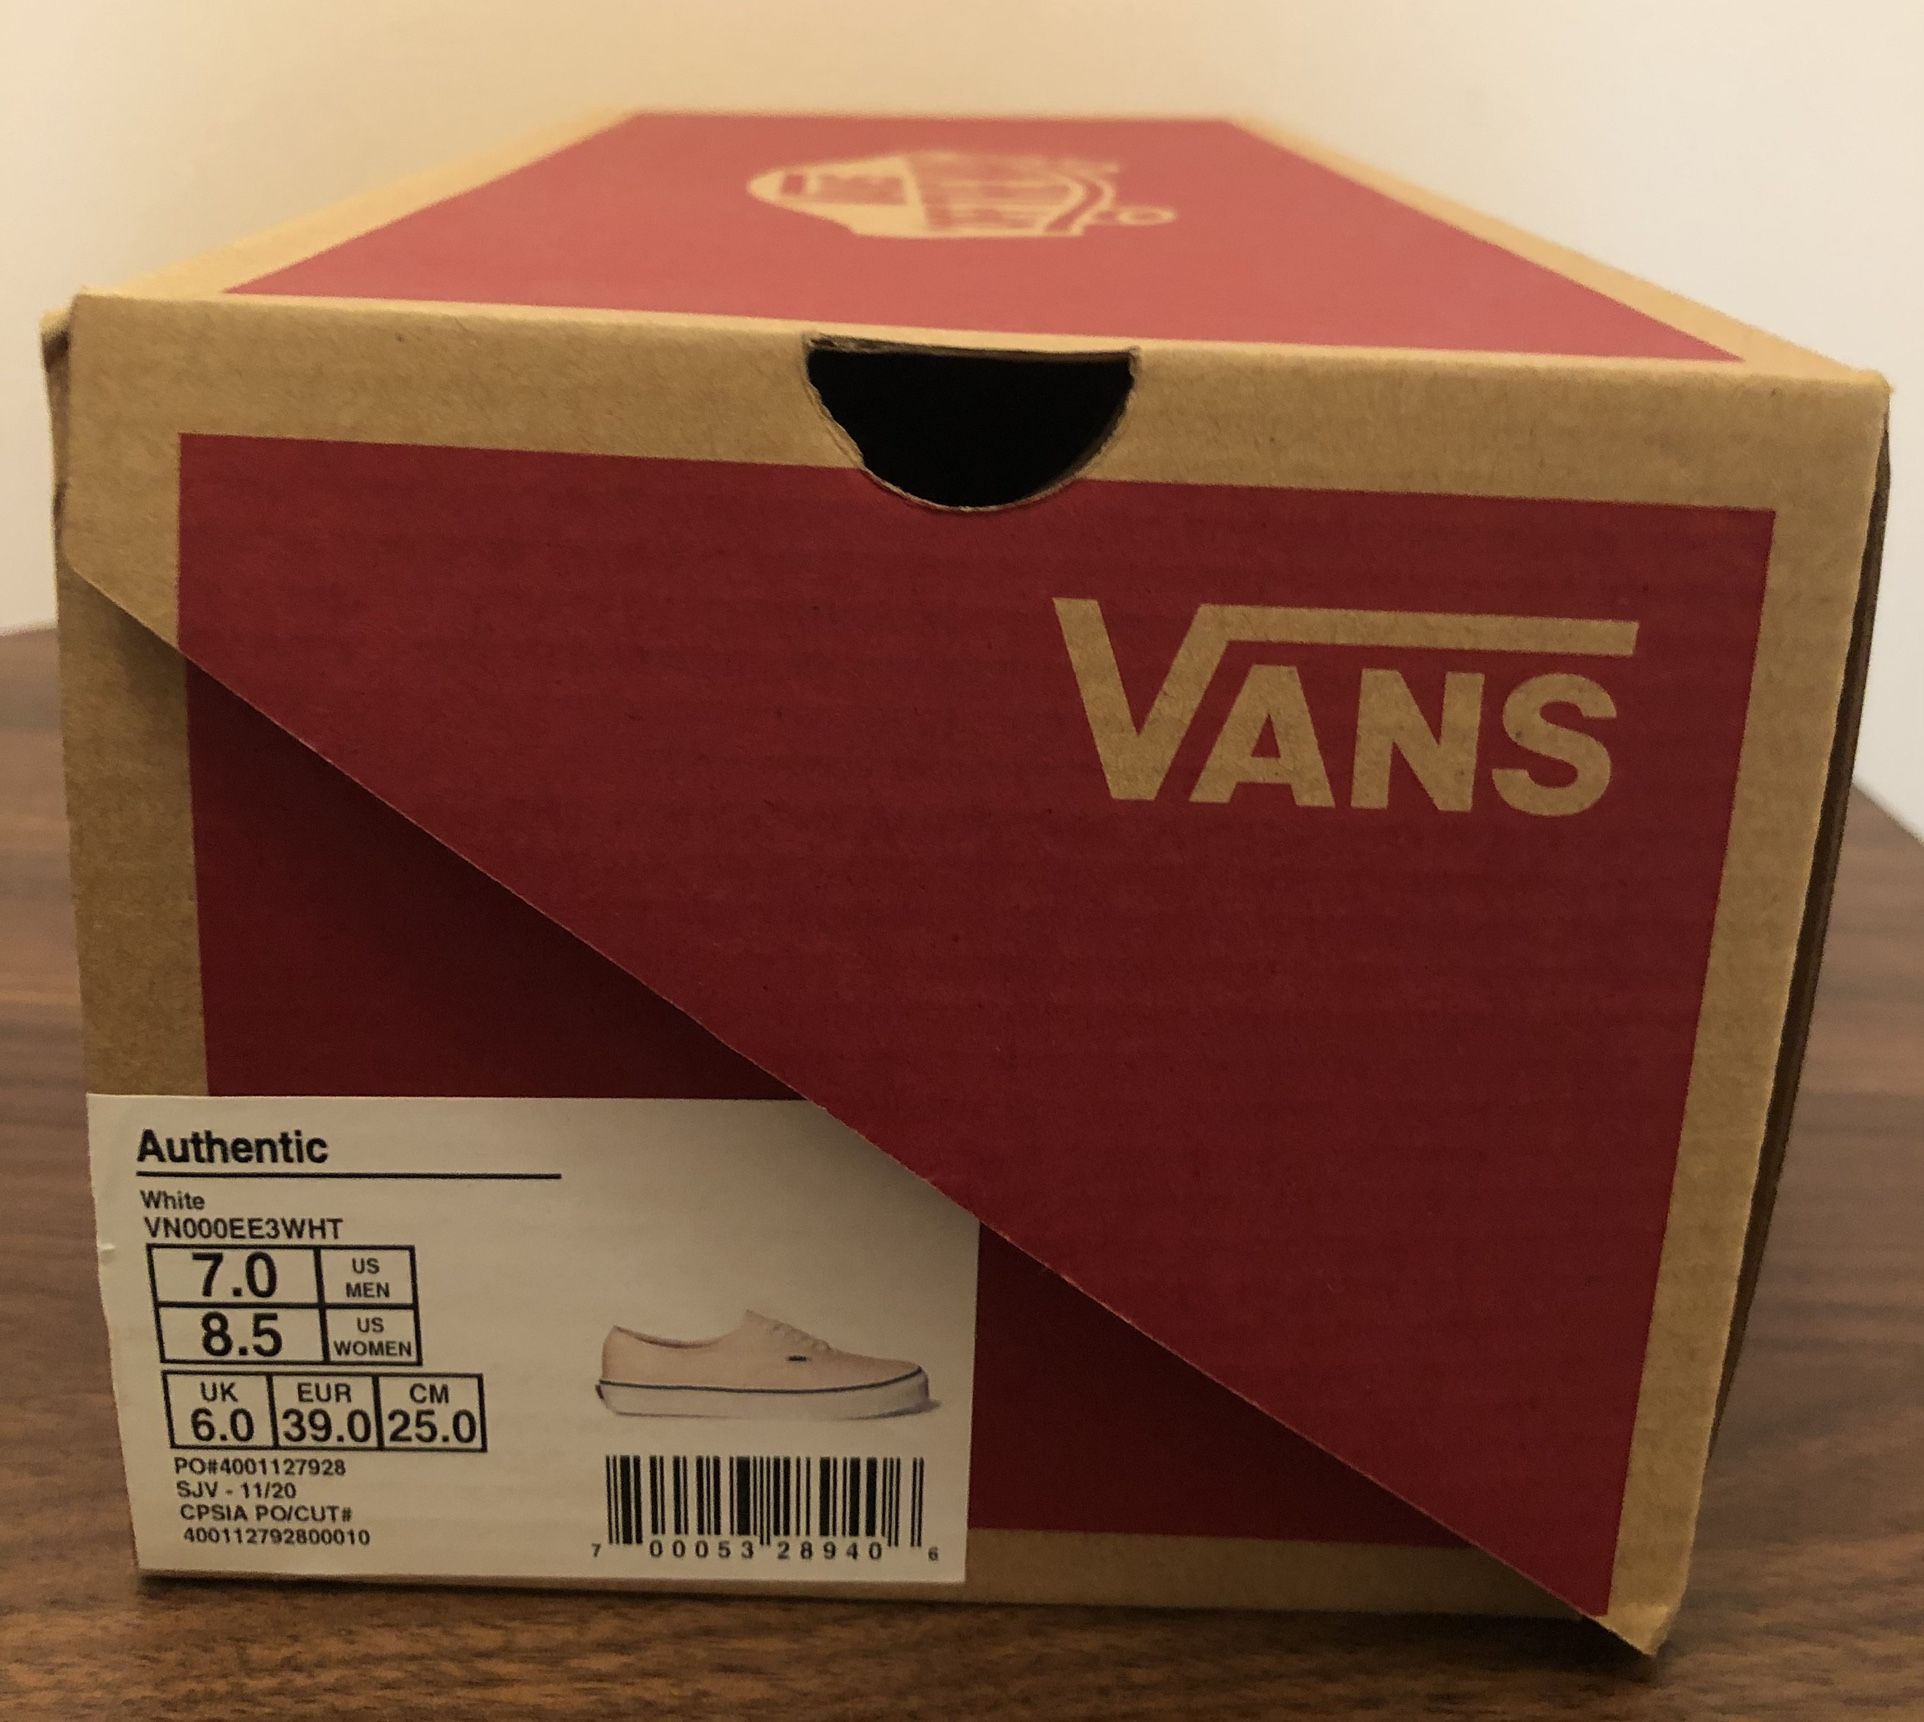 VANS
Authentic
White
VN000EE3WHT
7.0 US MEN
8.5 US WOMEN
UK EUR CM
6.0 39.0 25.0
PO#4001127928
SJV - 11/20
CPSIA PO/CUT#
400112792800010
7 00053 28940 6